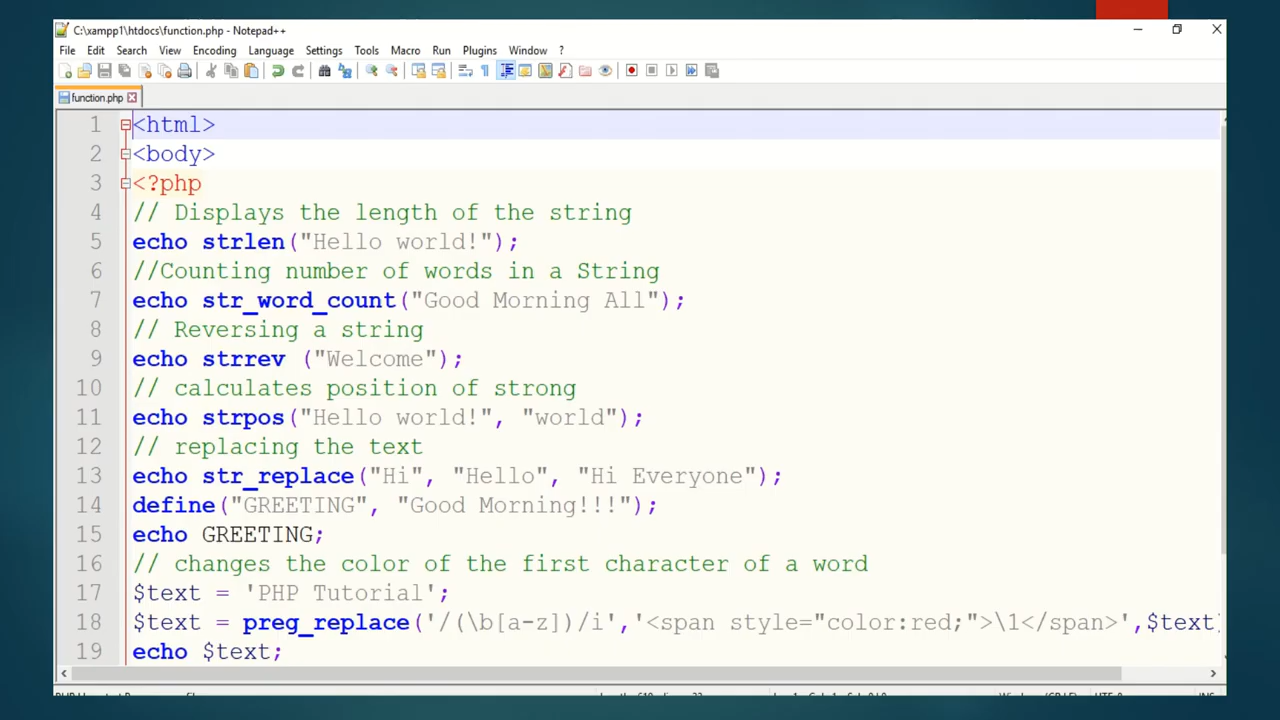 C:\xampp1\htdocs\function.php - Notepad++
File Edit Search View Encoding Language Settings Tools Macro Run Plugins Window ?
function.php
1 <html>
2 <body>
3 <?php
4 // Displays the length of the string
5 echo strlen("Hello world!");
6 //Counting number of words in a String
7 echo str_word_count("Good Morning All");
8 // Reversing a string
9 echo strrev ("Welcome");
10 // calculates position of strong
11 echo strpos("Hello world!", "world");
12 // replacing the text
13 echo str_replace("Hi", "Hello", "Hi Everyone");
14 define("GREETING", "Good Morning!!!");
15 echo GREETING;
16 // changes the color of the first character of a word
17 $text = 'PHP Tutorial';
18 $text = preg_replace('/(\b[a-z])/i','<span style="color:red;">\1</span>',$text
19 echo $text;